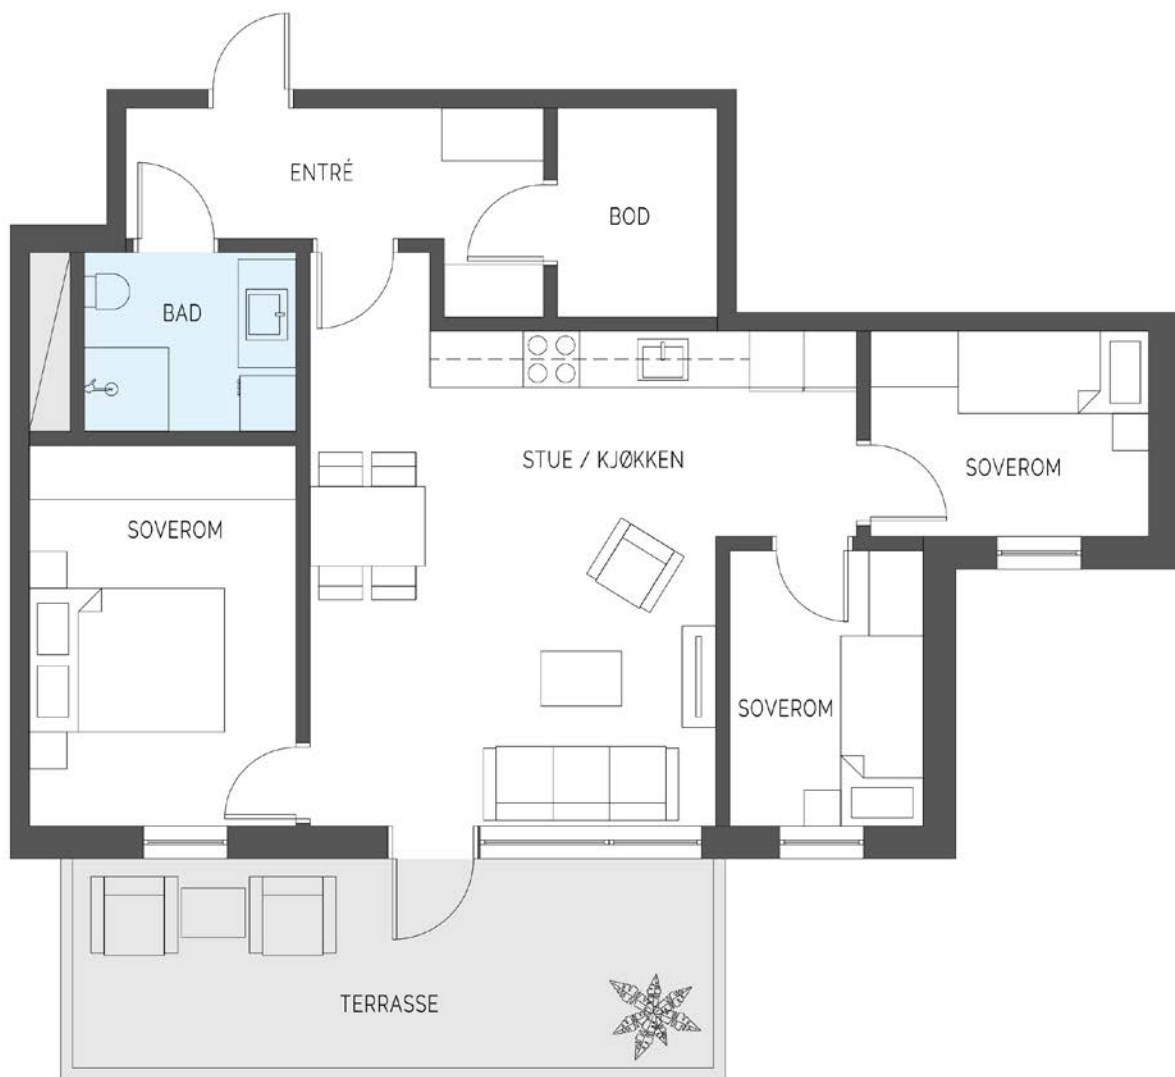 ENTRÉ
BOD
BAD
STUE / KJØKKEN
SOVEROM
SOVEROM
SOVEROM
TERRASSE